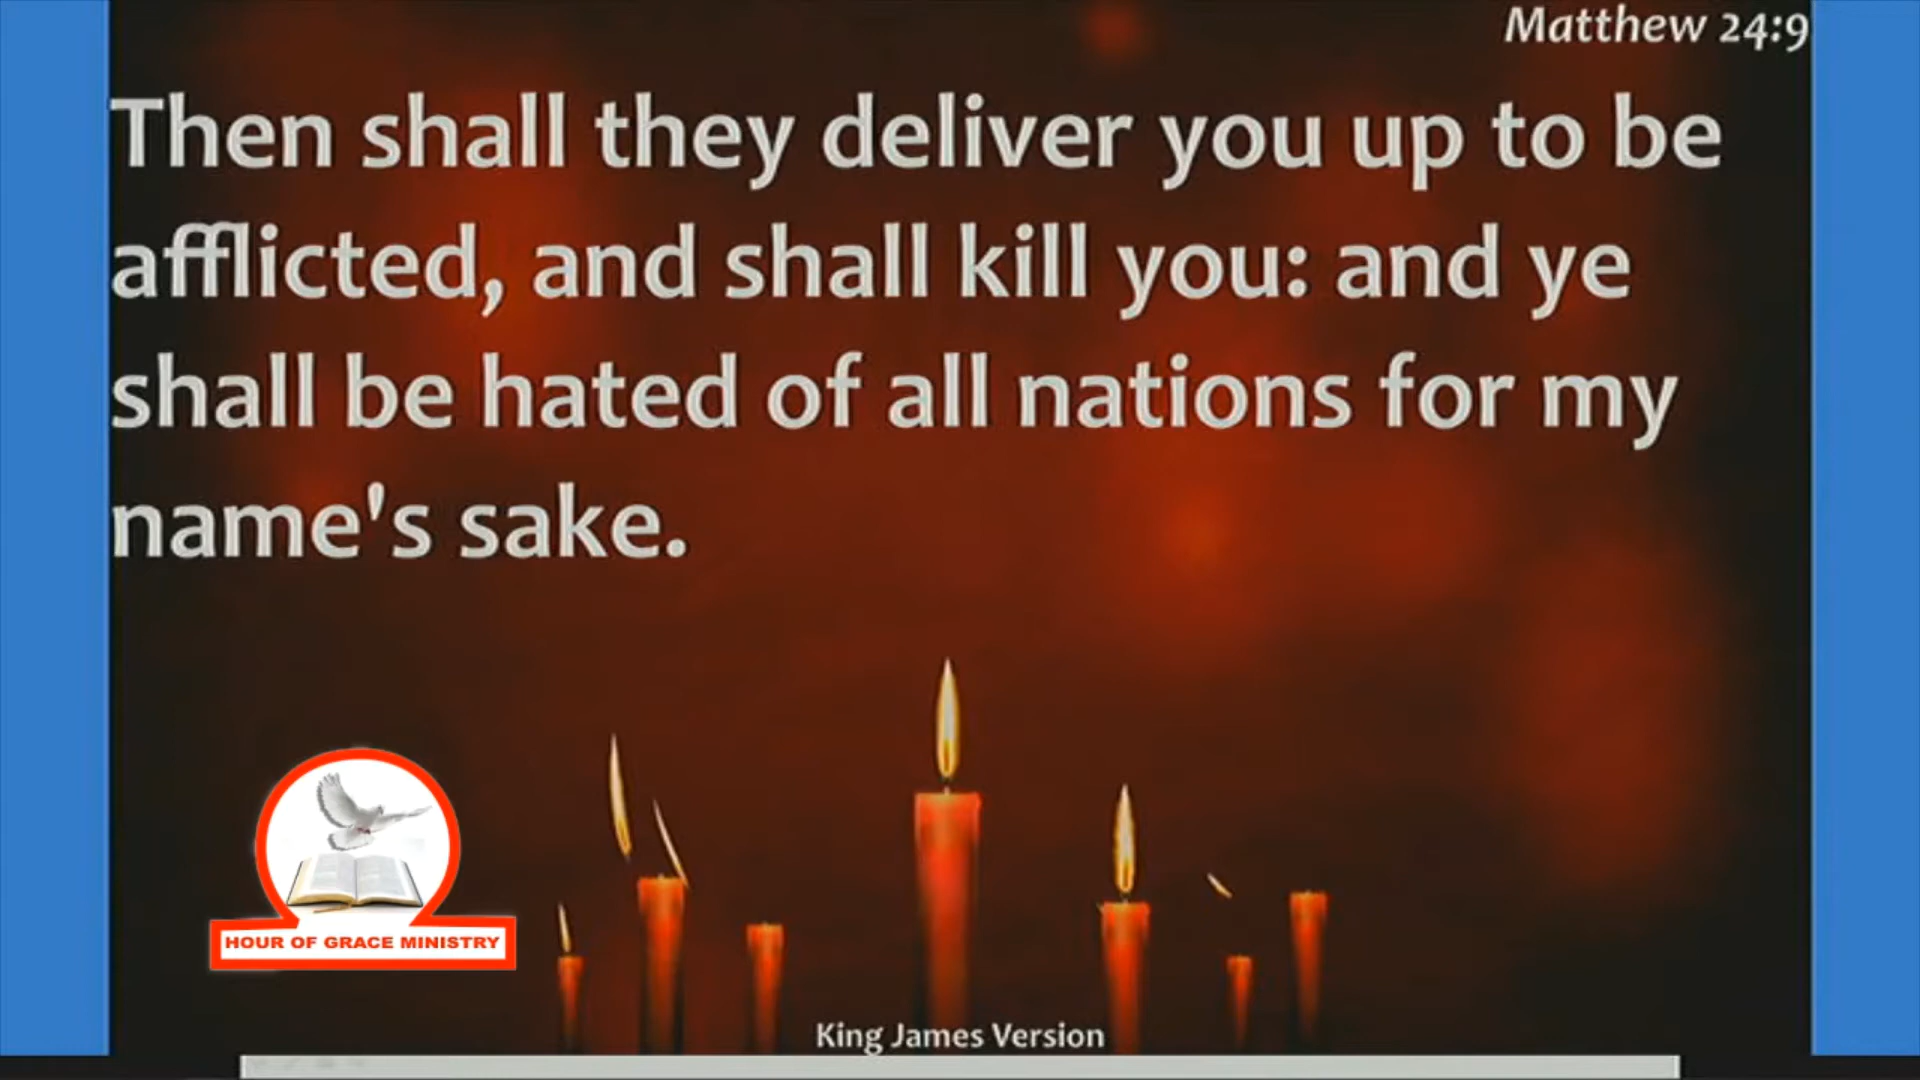 Matthew 24:9
Then shall they deliver you up to be
afflicted, and shall kill you: and ye
shall be hated of all nations for my
name's sake.
HOUR OF GRACE MINISTRY
King James Version